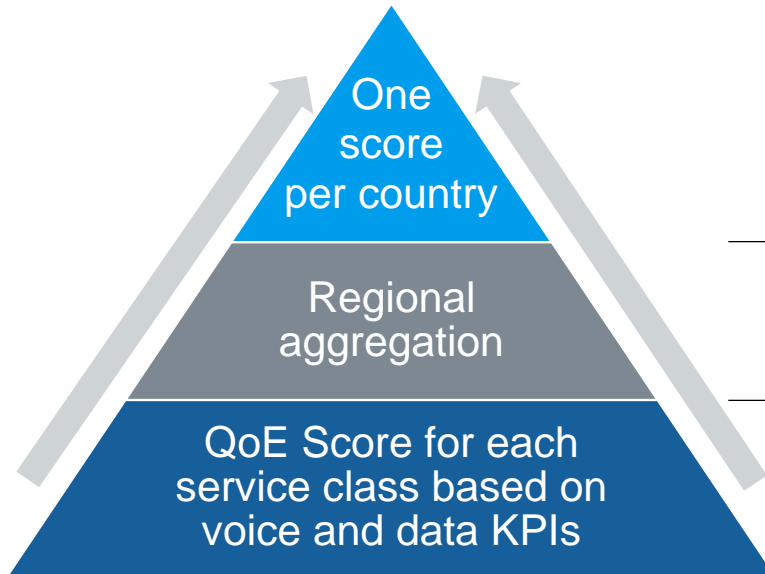 One
score
per country
Regional
aggregation
QoE Score for each
service class based on
voice and data KPIs